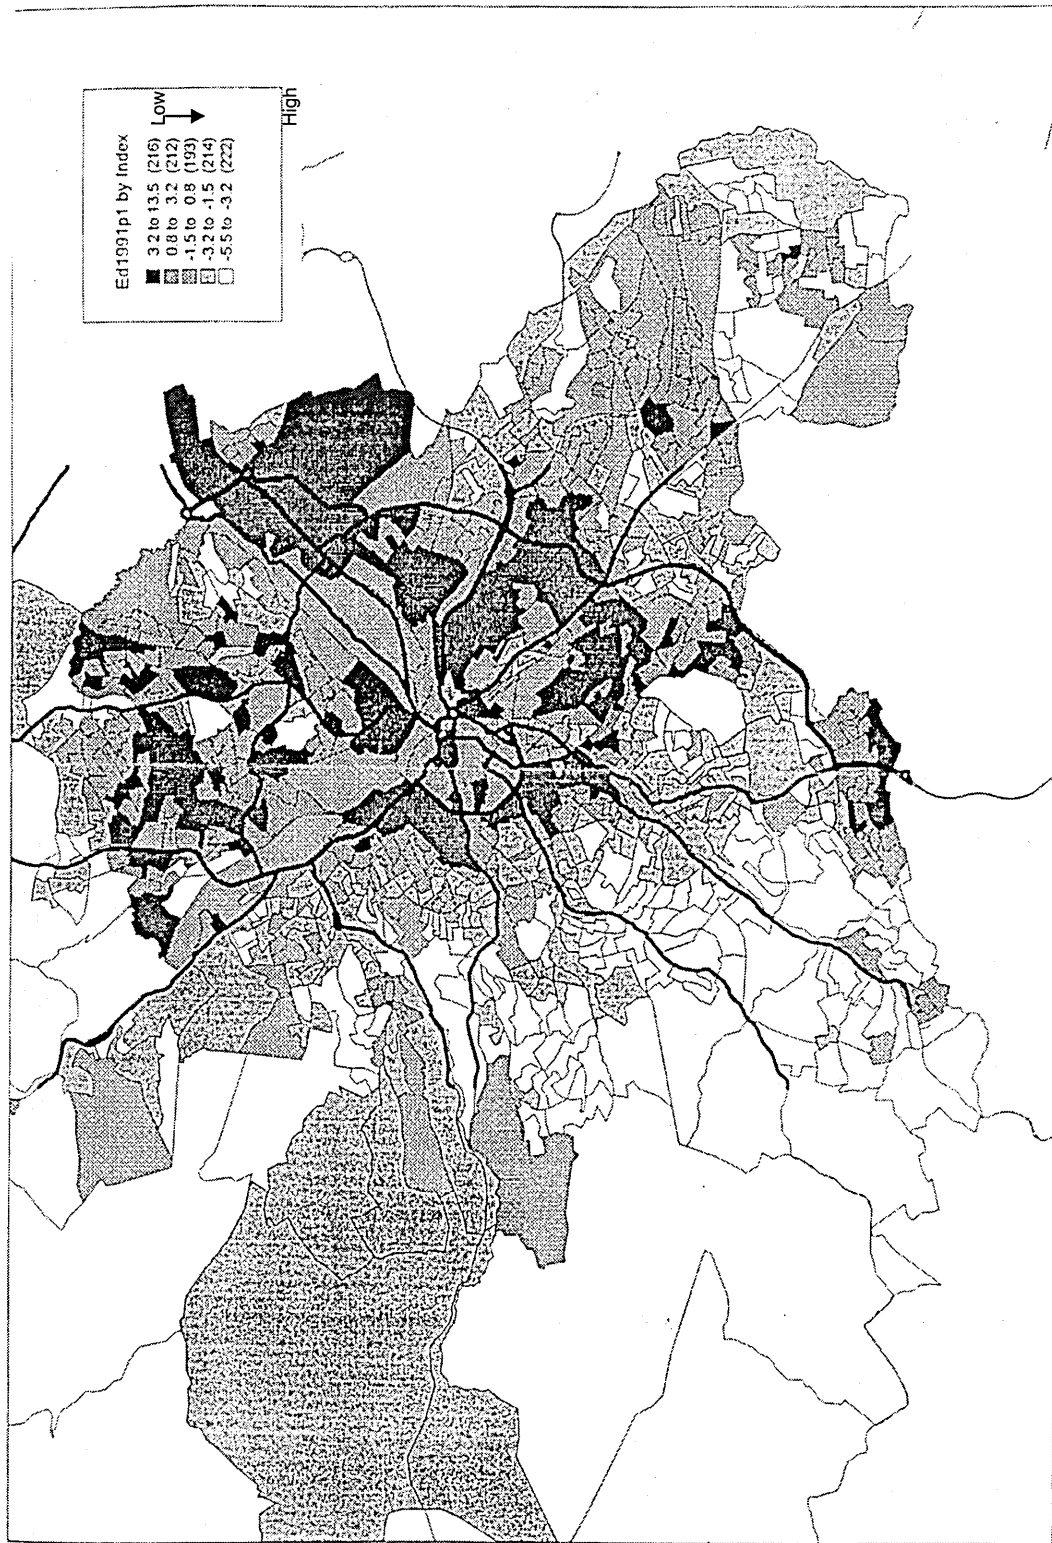 Ed1991p1 by Index
3.2 to 13.5 (216)
0.8 to 3.2 (212)
-1.5 to 0.8 (193)
-3.2 to -1.5 (214)
-5.5 to -3.2 (222)
Low
High